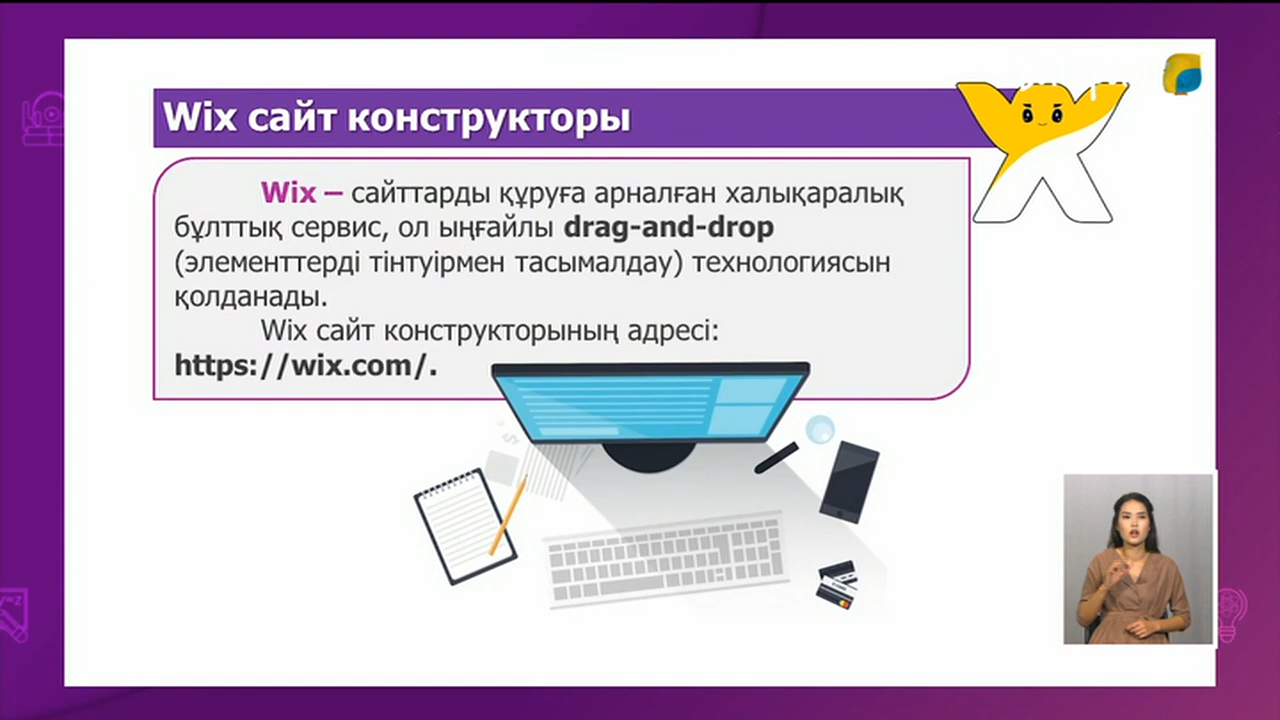 Wix сайт конструкторы
Wix – сайттарды құруға арналған халықаралық
бұлттық сервис, ол ыңғайлы drag-and-drop
(элементтерді тінтуірмен тасымалдау) технологиясын
қолданады.
Wix сайт конструкторының адресі:
https://wix.com/.